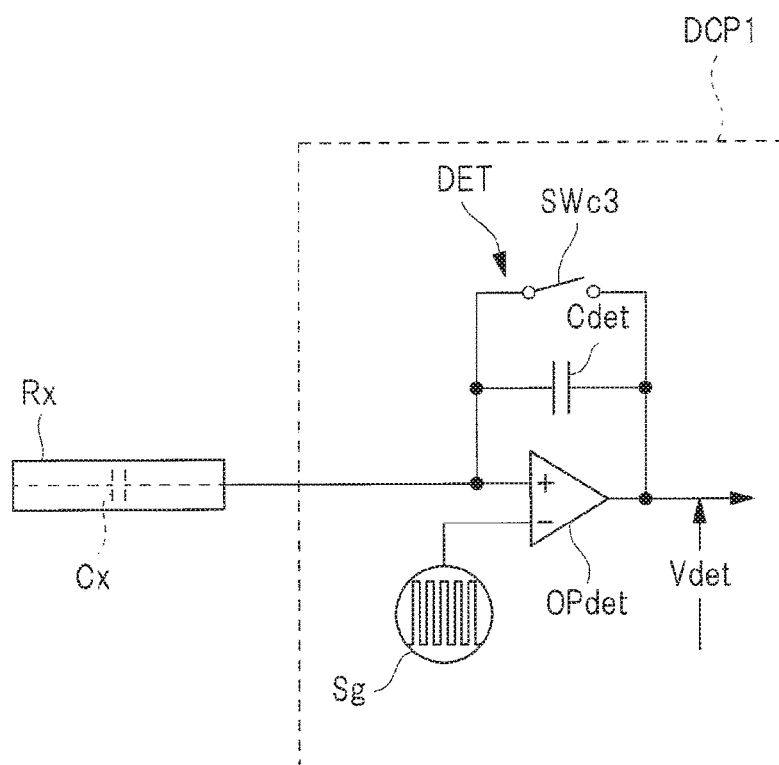 DCP1
DET
SWc3
Cdet
Rx
+
−
Cx
OPdet
Vdet
Sg